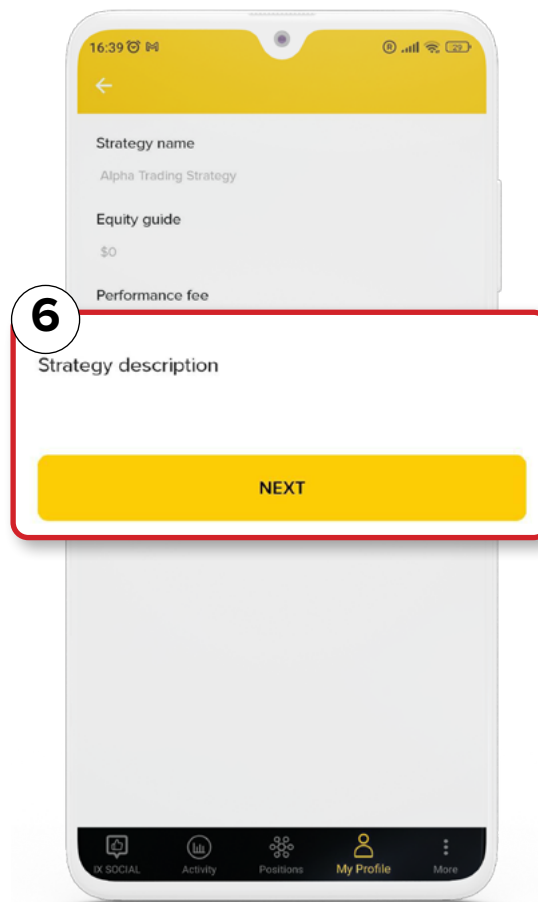 16:39
29
Strategy name
Alpha Trading Strategy
Equity guide
$0
Performance fee
6
Strategy description
NEXT
IX SOCIAL
Activity
Positions
My Profile
More